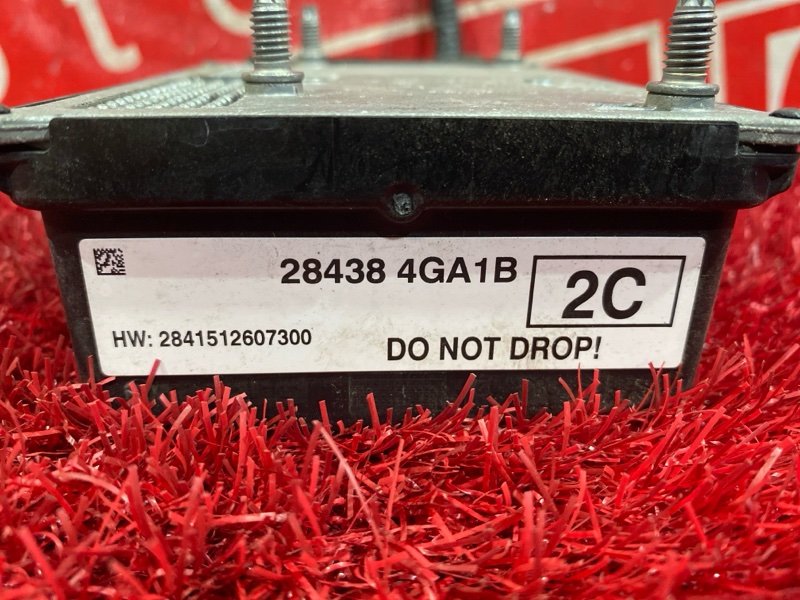 28438 4GA1B
2C
HW: 2841512607300
DO NOT DROP!